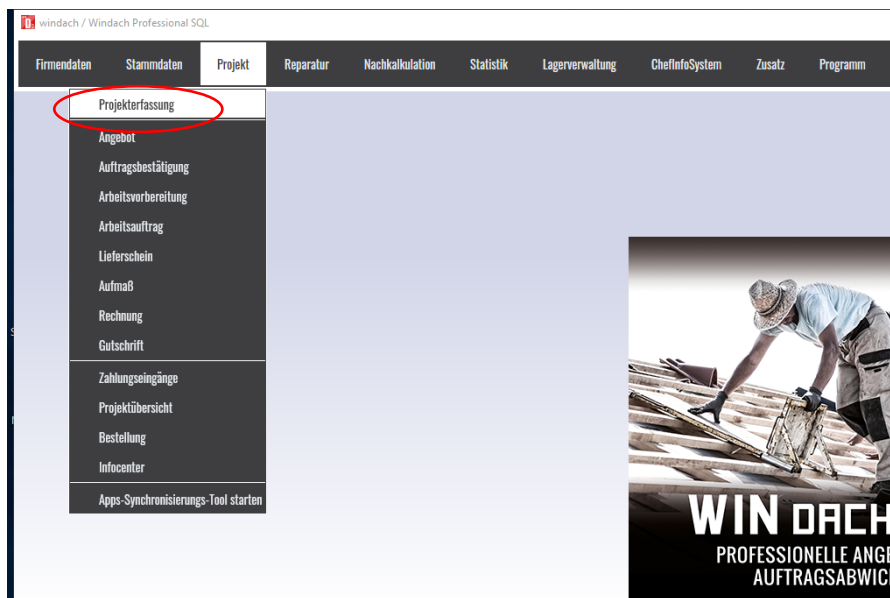 windach / Windach Professional SQL
Firmendaten Stammdaten Projekt Reparatur Nachkalkulation Statistik Lagerverwaltung ChefInfoSystem Zusatz Programm
Projekterfassung
Angebot
Auftragsbestätigung
Arbeitsvorbereitung
Arbeitsauftrag
Lieferschein
Aufmaß
Rechnung
Gutschrift
Zahlungseingänge
Projektübersicht
Bestellung
Infocenter
Apps-Synchronisierungs-Tool starten
WIN DACH
PROFESSIONELLE ANGE
AUFTRAGSABWIC